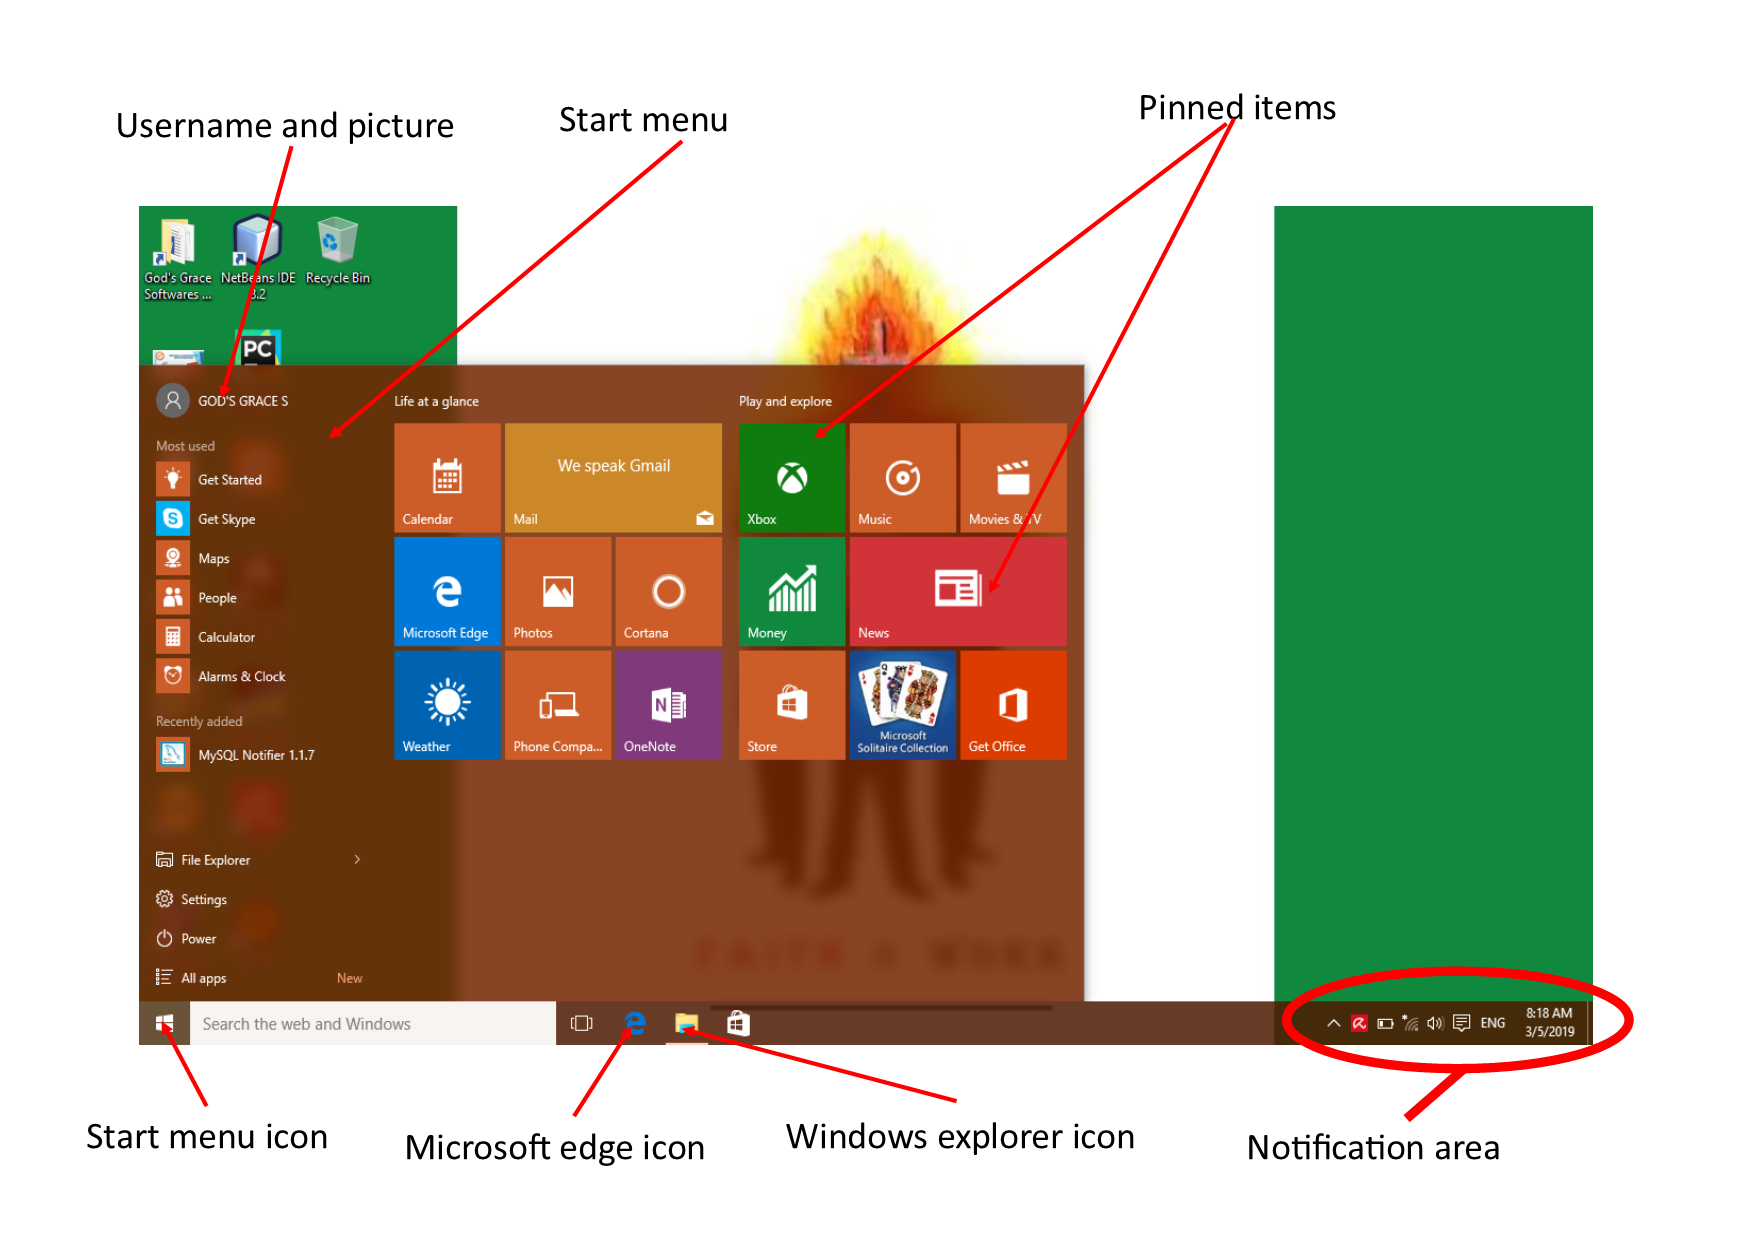 Username and picture
Start menu
Pinned items
God's Grace
Softwares ...
NetBeans IDE
8.2
Recycle Bin
PC
GOD'S GRACE S
Life at a glance
Play and explore
Most used
Get Started
Get Skype
Maps
People
Calculator
Alarms & Clock
Recently added
MySQL Notifier 1.1.7
File Explorer
Settings
Power
All apps
New
Calendar
We speak Gmail
Mail
Xbox
Music
Movies & TV
Microsoft Edge
Photos
Cortana
Money
News
Weather
Phone Compa...
OneNote
Store
Microsoft
Solitaire Collection
Get Office
FAITH & WORK
Search the web and Windows
ENG
8:18 AM
3/5/2019
Start menu icon
Microsoft edge icon
Windows explorer icon
Notification area